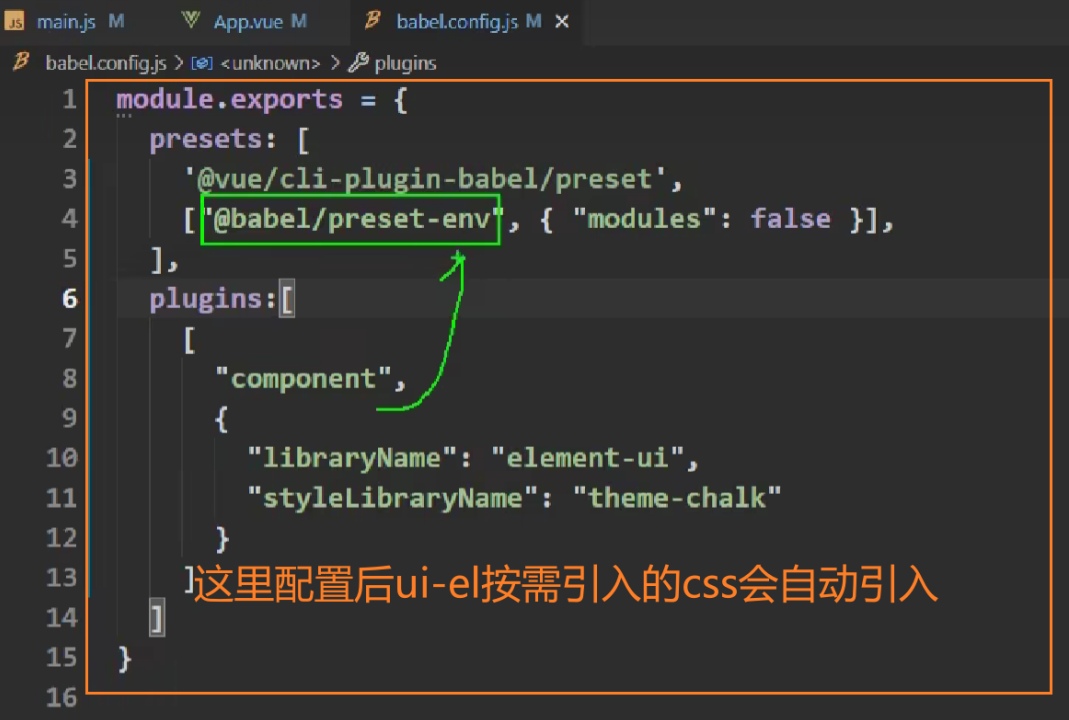 JS main.js M App.vue M babel.config.js M ×
babel.config.js > <unknown> > plugins
1 module.exports = {
2 presets: [
3 '@vue/cli-plugin-babel/preset',
4 ["@babel/preset-env", { "modules": false }],
5 ],
6 plugins:[
7 [
8 "component",
9 {
10 "libraryName": "element-ui",
11 "styleLibraryName": "theme-chalk"
12 }
13 ]这里配置后ui-el按需引入的css会自动引入
14 ]
15 }
16